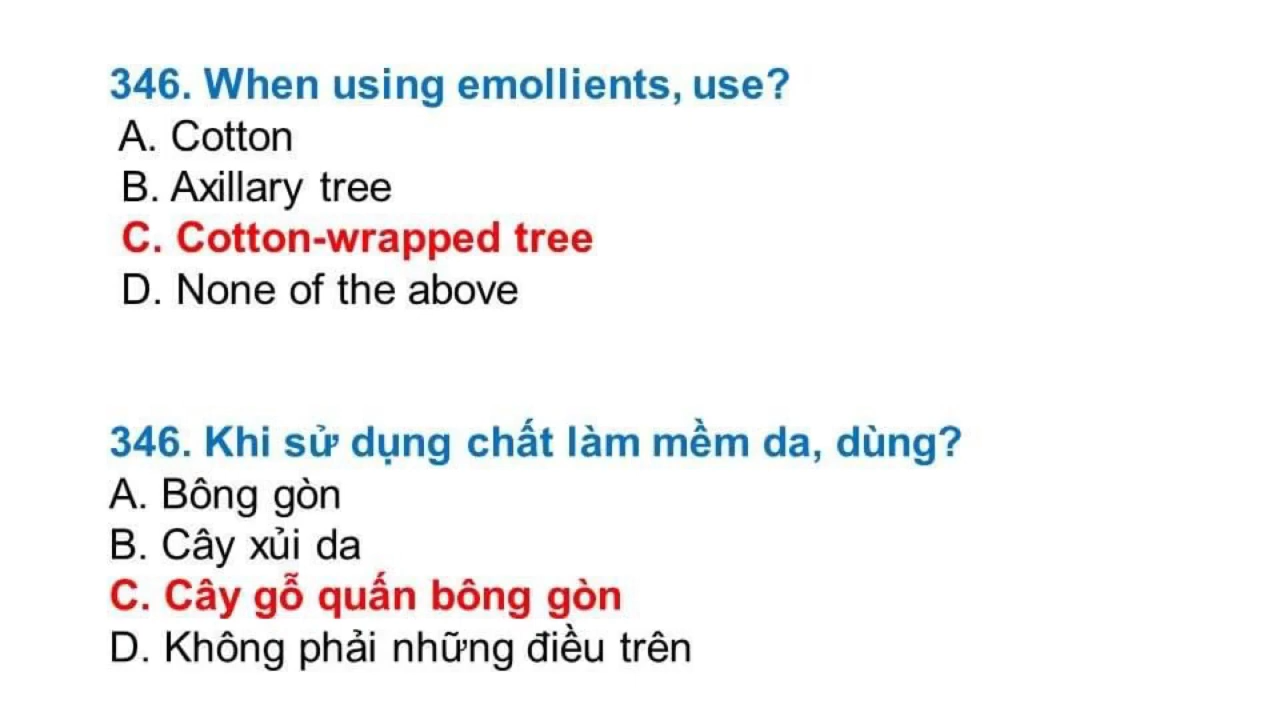 346. When using emollients, use?
A. Cotton
B. Axillary tree
C. Cotton-wrapped tree
D. None of the above
346. Khi sử dụng chất làm mềm da, dùng?
A. Bông gòn
B. Cây xủi da
C. Cây gỗ quấn bông gòn
D. Không phải những điều trên